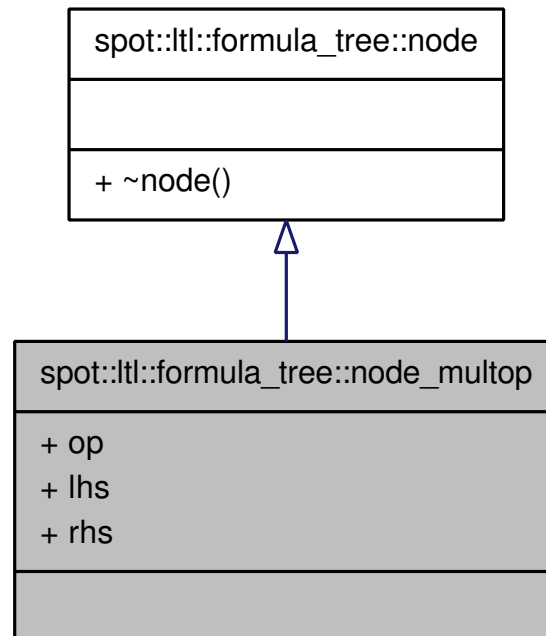 spot::ltl::formula_tree::node
+ ~node()
spot::ltl::formula_tree::node_multop
+ op
+ lhs
+ rhs